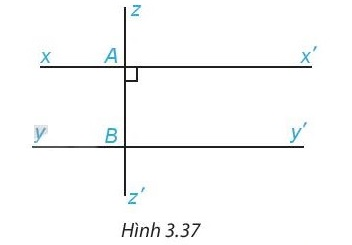 z
x A x′
y B y′
z′
Hình 3.37